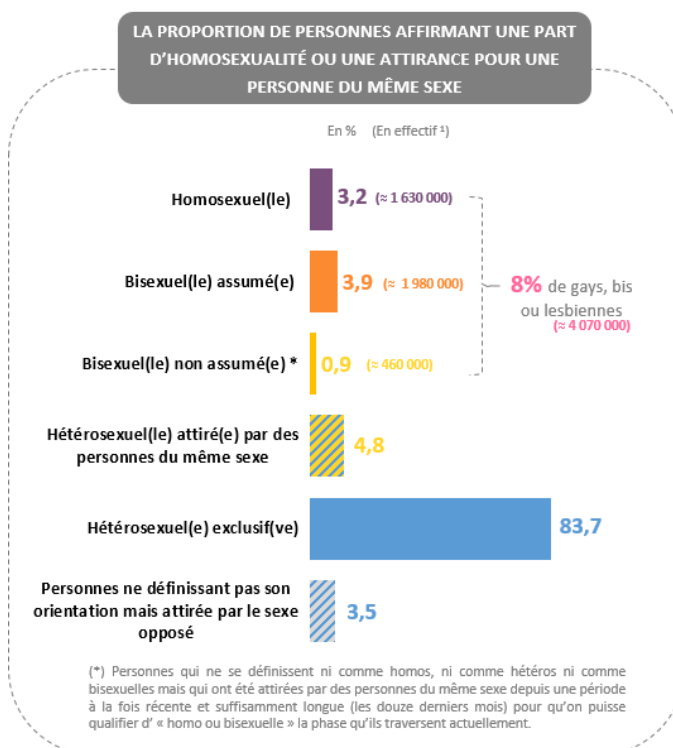 LA PROPORTION DE PERSONNES AFFIRMANT UNE PART
D'HOMOSEXUALITÉ OU UNE ATTIRANCE POUR UNE
PERSONNE DU MÊME SEXE
En % (En effectif ¹)
Homosexuel(le) 3,2 (≈ 1 630 000)
Bisexuel(le) assumé(e) 3,9 (≈ 1 980 000)
8% de gays, bis
ou lesbiennes
(≈ 4 070 000)
Bisexuel(le) non assumé(e) * 0,9 (≈ 460 000)
Hétérosexuel(le) attiré(e) par des
personnes du même sexe
4,8
Hétérosexuel(e) exclusif(ve) 83,7
Personnes ne définissant pas son
orientation mais attirée par le sexe
opposé
3,5
(*) Personnes qui ne se définissent ni comme homos, ni comme hétéros ni comme
bisexuelles mais qui ont été attirées par des personnes du même sexe depuis une période
à la fois récente et suffisamment longue (les douze derniers mois) pour qu'on puisse
qualifier d' « homo ou bisexuelle » la phase qu'ils traversent actuellement.